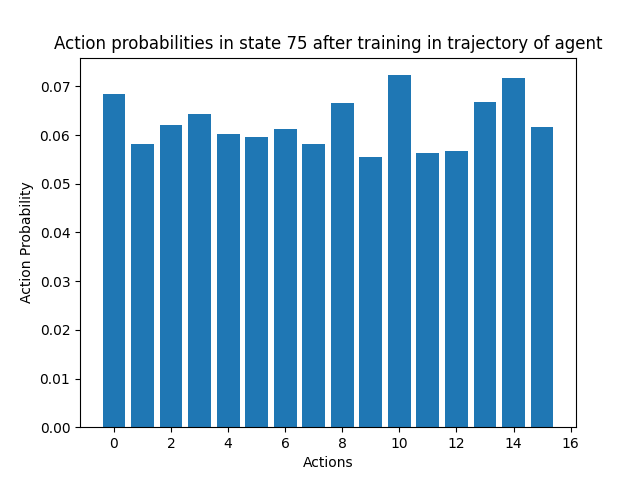 Action probabilities in state 75 after training in trajectory of agent
0.07
0.06
0.05
0.04
0.03
0.02
0.01
0.00
Action Probability
0 2 4 6 8 10 12 14 16
Actions